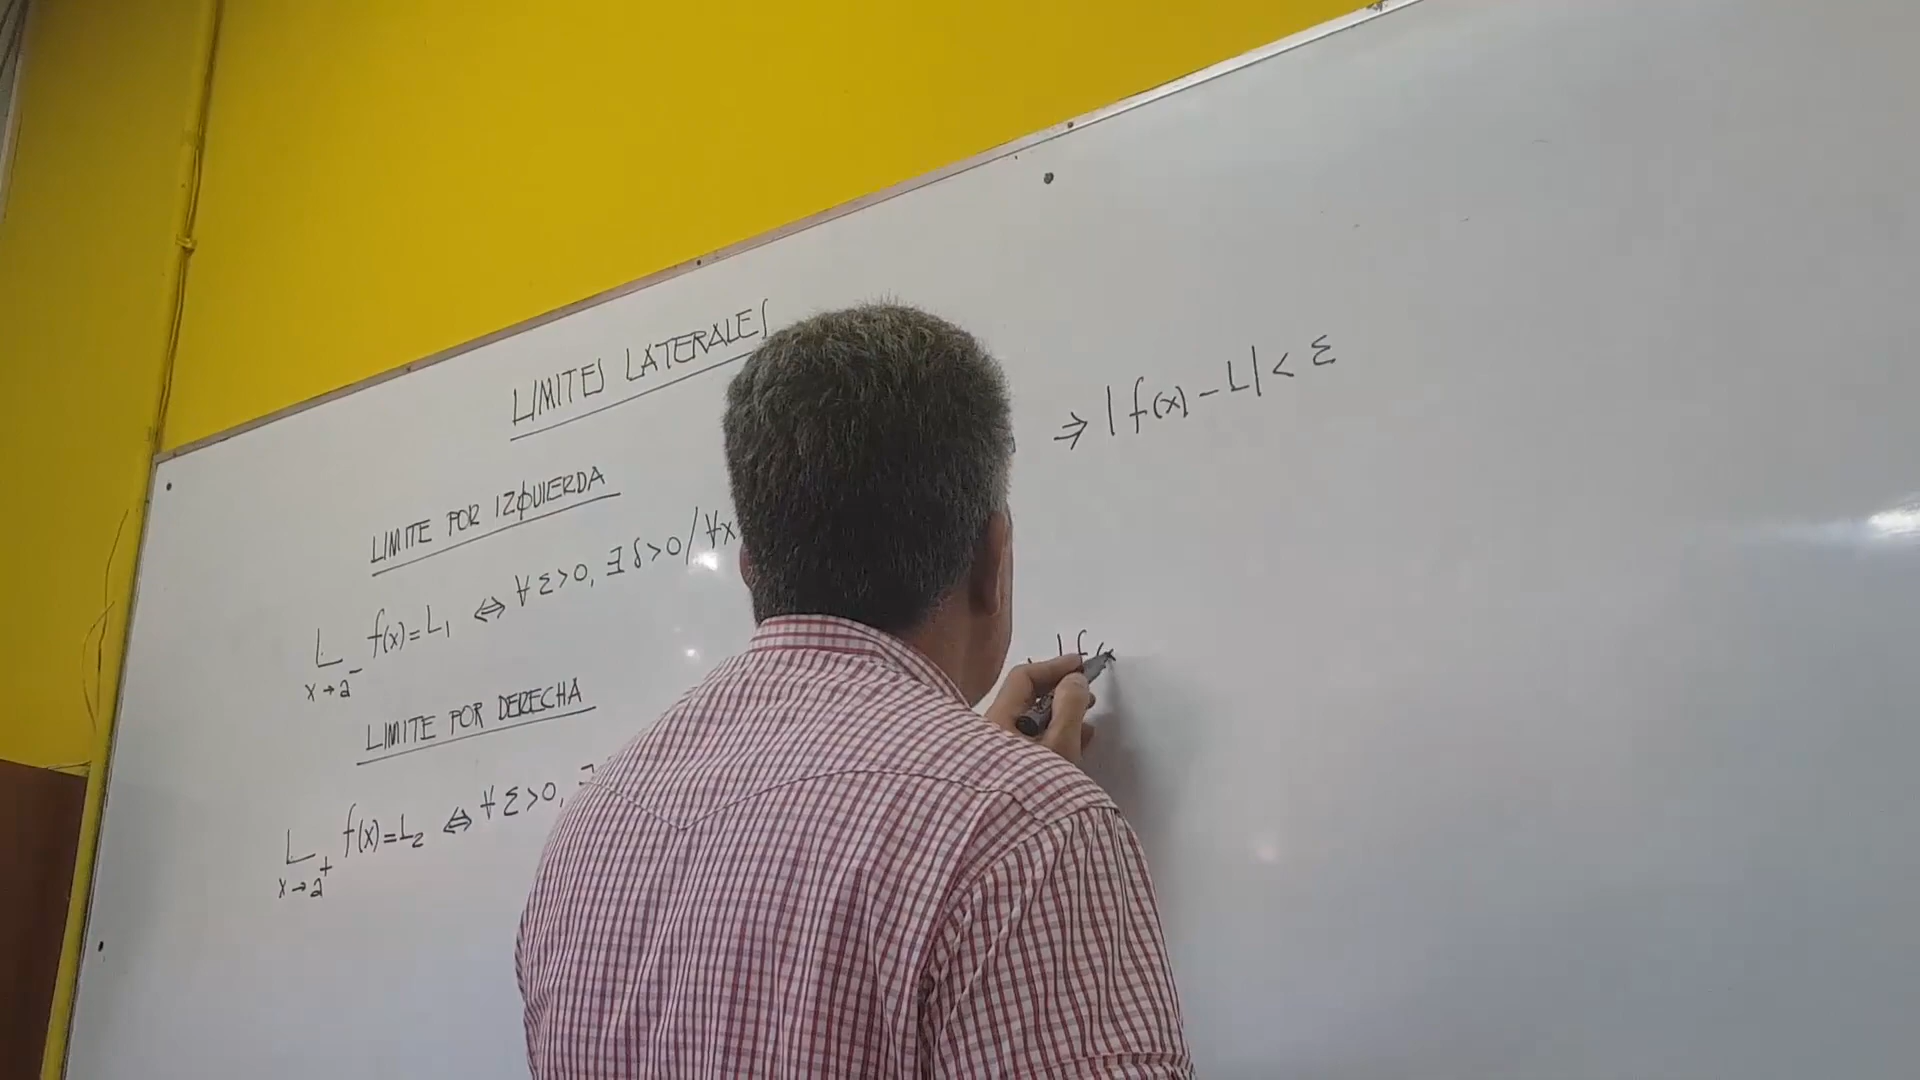 LIMITES LATERALES
LIMITE POR IZQUIERDA
L x→a⁻ f(x)=L₁ ⇔ ∀ε>0, ∃δ>0/∀x
⇒|f(x)-L|<ε
LIMITE POR DERECHA
L x→a⁺ f(x)=L₂ ⇔ ∀ε>0, ∃
|f(x